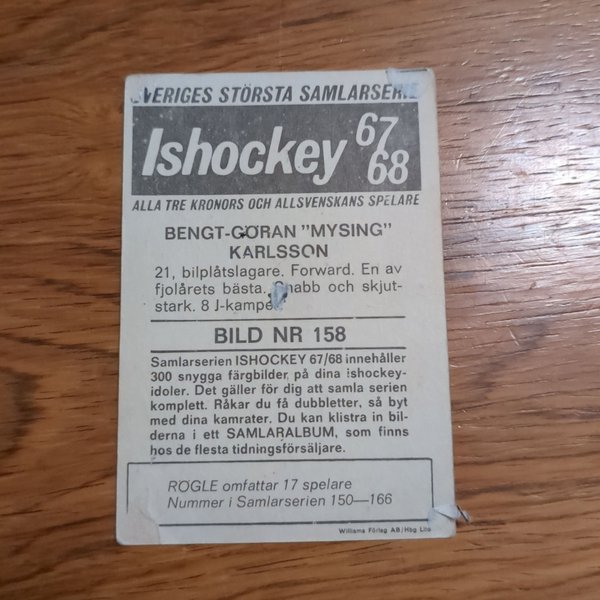 SVERIGES STÖRSTA SAMLARSERIE
Ishockey 67
68
ALLA TRE KRONORS OCH ALLSVENSKANS SPELARE
BENGT-GÖRAN "MYSING"
KARLSSON
21, bilplåtslagare. Forward. En av
fjolårets bästa. Snabb och skjut-
stark. 8 J-kamper.
BILD NR 158
Samlarserien ISHOCKEY 67/68 innehåller
300 snygga färgbilder på dina ishockey-
idoler. Det gäller för dig att samla serien
komplett. Råkar du få dubbletter, så byt
med dina kamrater. Du kan klistra in bil-
derna i ett SAMLARALBUM, som finns
hos de flesta tidningsförsäljare.
RÖGLE omfattar 17 spelare
Nummer i Samlarserien 150—166
Williams Förlag AB/Hbg Lito